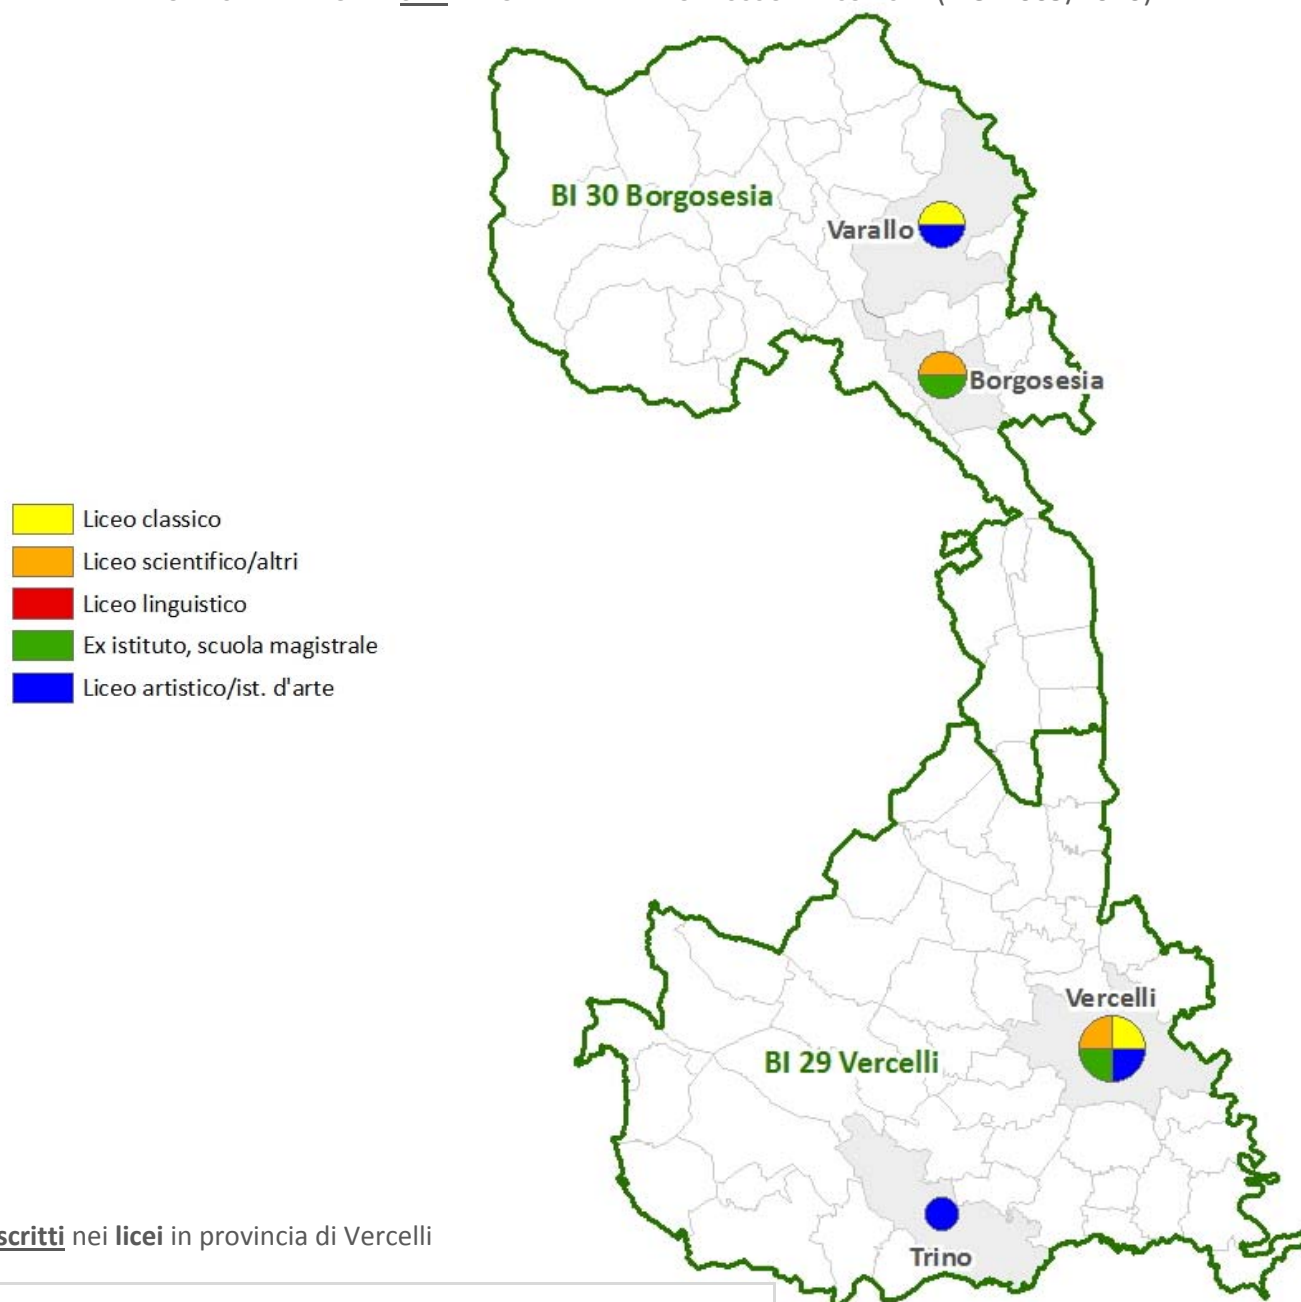 BI 30 Borgosesia
Varallo
Borgosesia
Liceo classico
Liceo scientifico/altri
Liceo linguistico
Ex istituto, scuola magistrale
Liceo artistico/ist. d'arte
Vercelli
BI 29 Vercelli
scritti nei licei in provincia di Vercelli
Trino